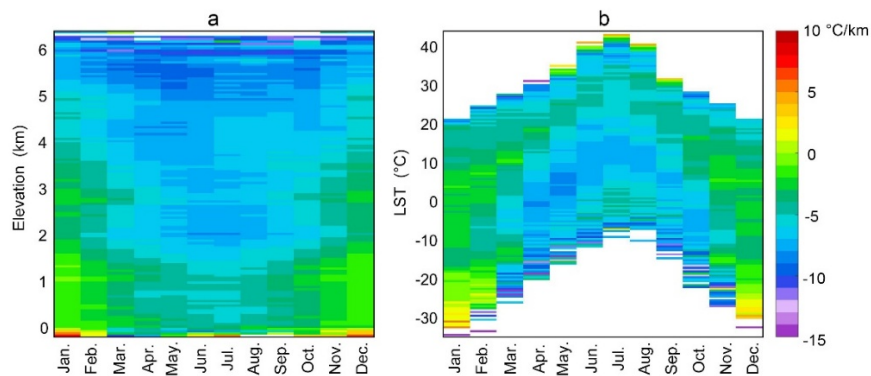 a
b
10 °C/km
5
0
-5
-10
-15
Elevation (km)
6
5
4
3
2
1
0
Jan.
Feb.
Mar.
Apr.
May.
Jun.
Jul.
Aug.
Sep.
Oct.
Nov.
Dec.
LST (°C)
40
30
20
10
0
-10
-20
-30
Jan.
Feb.
Mar.
Apr.
May.
Jun.
Jul.
Aug.
Sep.
Oct.
Nov.
Dec.